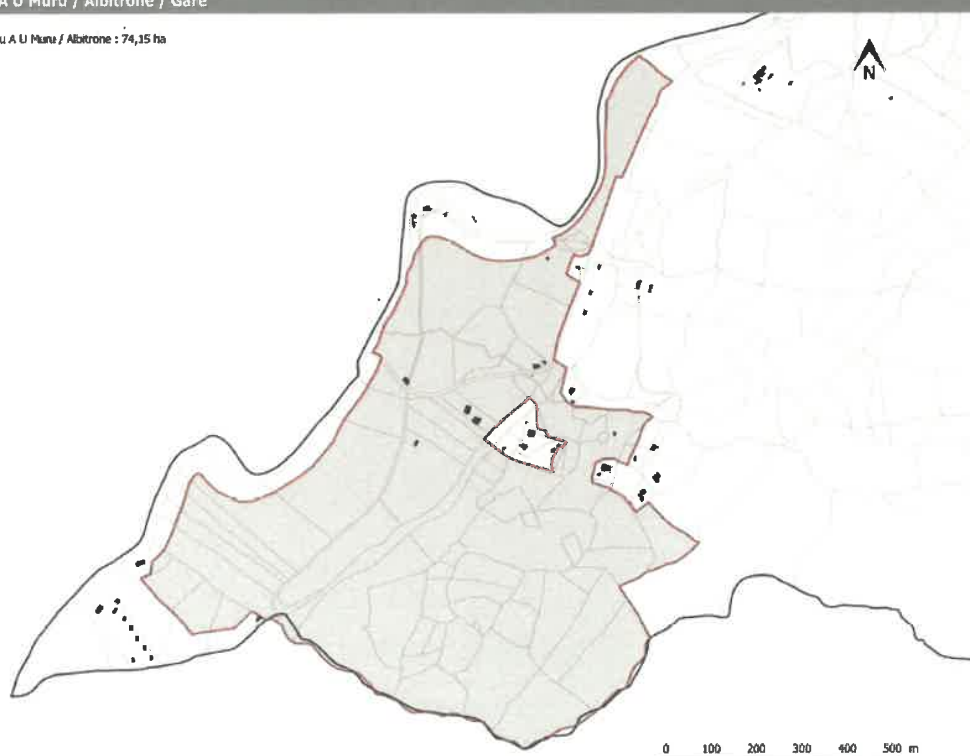 A U Muru / Albitrone / Gare
u A U Muru / Albitrone : 74,15 ha
N
0 100 200 300 400 500 m